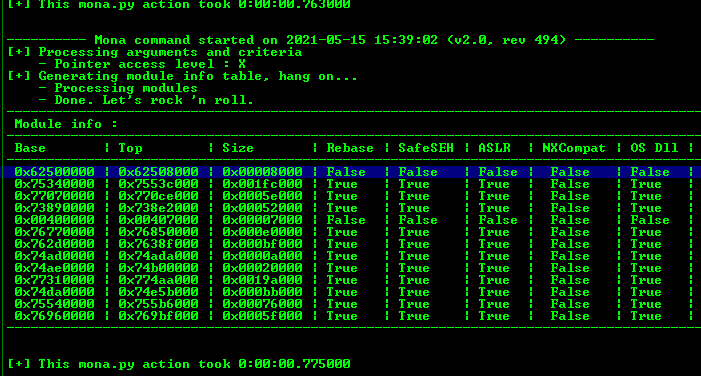 [+] This mona.py action took 0:00:00.763000
---------- Mona command started on 2021-05-15 15:39:02 (v2.0, rev 494) ----------
[+] Processing arguments and criteria
- Pointer access level : X
[+] Generating module info table, hang on...
- Processing modules
- Done. Let's rock 'n roll.
Module info :
Base | Top | Size | Rebase | SafeSEH | ASLR | NXCompat | OS Dll |
0x62500000 | 0x62508000 | 0x00008000 | False | False | False | False | False |
0x75340000 | 0x7553c000 | 0x001fc000 | True | True | True | False | True |
0x77070000 | 0x770ce000 | 0x0005e000 | True | True | True | False | True |
0x73890000 | 0x738e2000 | 0x00052000 | True | True | True | False | True |
0x00400000 | 0x00407000 | 0x00007000 | False | False | False | False | False |
0x76770000 | 0x76850000 | 0x000e0000 | True | True | True | False | True |
0x762d0000 | 0x7638f000 | 0x000bf000 | True | True | True | False | True |
0x74ad0000 | 0x74ada000 | 0x0000a000 | True | True | True | False | True |
0x74ae0000 | 0x74b00000 | 0x00020000 | True | True | True | False | True |
0x77310000 | 0x774aa000 | 0x0019a000 | True | True | True | False | True |
0x74da0000 | 0x74e5b000 | 0x000bb000 | True | True | True | False | True |
0x75540000 | 0x755b6000 | 0x00076000 | True | True | True | False | True |
0x76960000 | 0x769bf000 | 0x0005f000 | True | True | True | False | True |
[+] This mona.py action took 0:00:00.775000